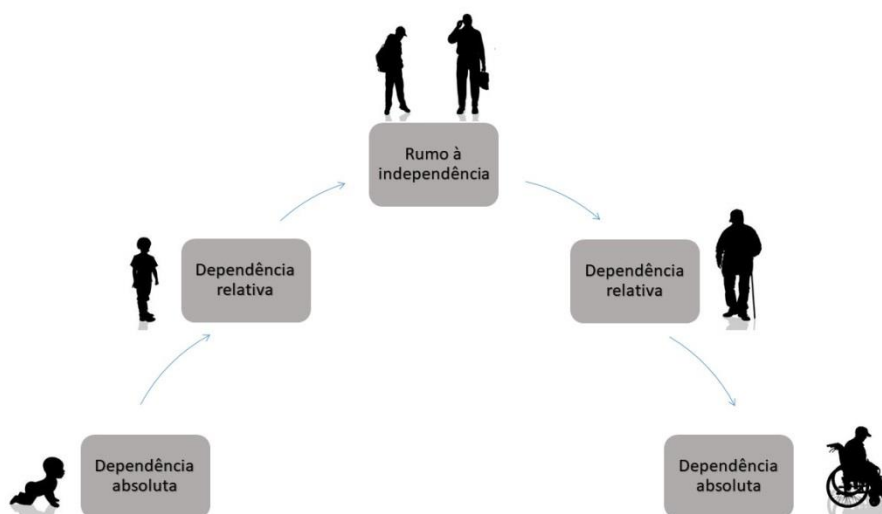 Rumo à
independência
Dependência
relativa
Dependência
relativa
Dependência
absoluta
Dependência
absoluta